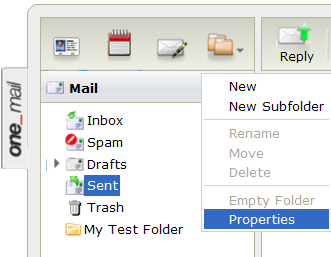 one_mail
Reply
Mail
Inbox
Spam
Drafts
Sent
Trash
My Test Folder
New
New Subfolder
Rename
Move
Delete
Empty Folder
Properties